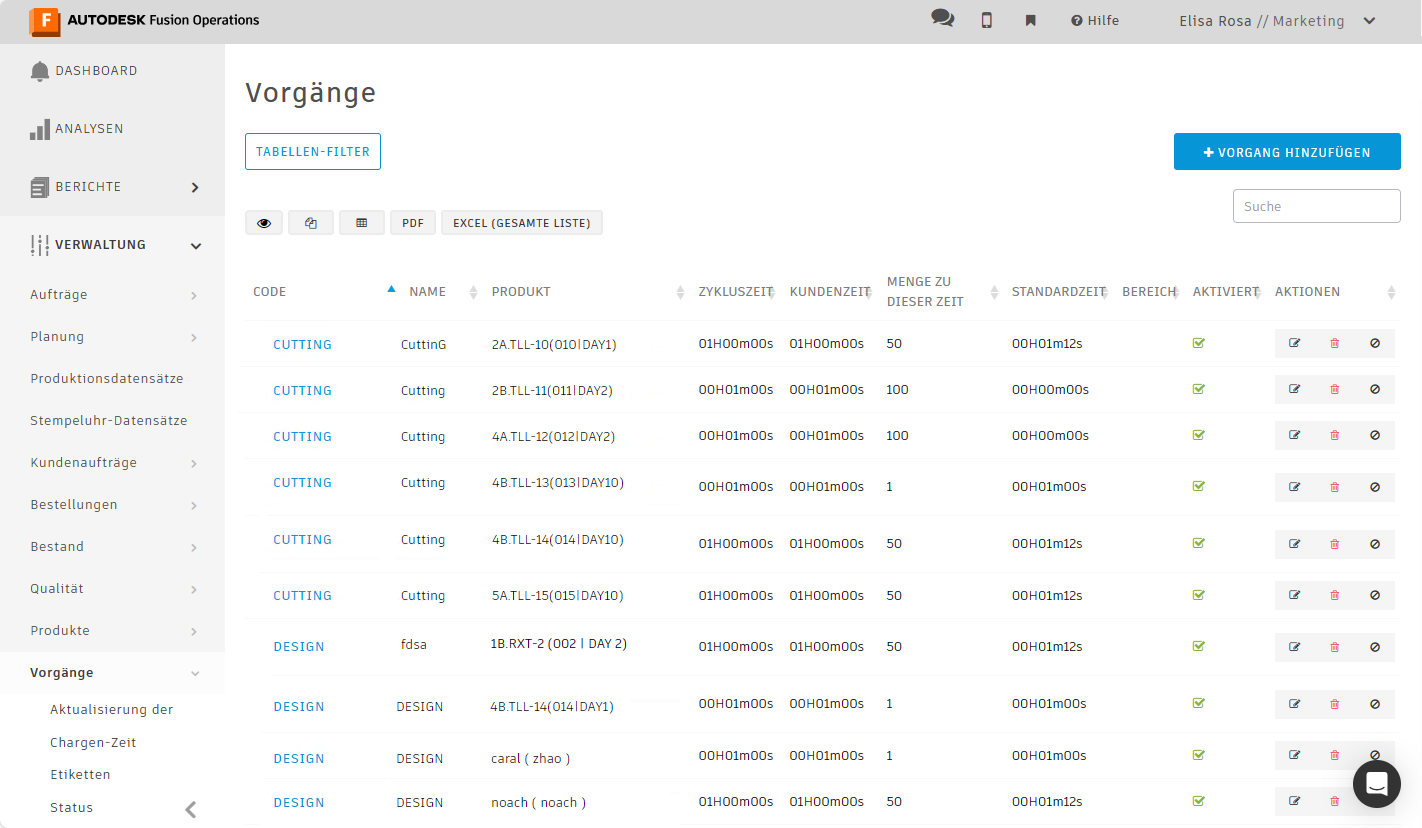 AUTODESK Fusion Operations
Hilfe
Elisa Rosa // Marketing
DASHBOARD
ANALYSEN
BERICHTE
VERWALTUNG
Aufträge
Planung
Produktionsdatensätze
Stempeluhr-Datensätze
Kundenaufträge
Bestellungen
Bestand
Qualität
Produkte
Vorgänge
Aktualisierung der
Chargen-Zeit
Etiketten
Status
Vorgänge
TABELLEN-FILTER
VORGANG HINZUFÜGEN
Suche
PDF EXCEL (GESAMTE LISTE)
CODE NAME PRODUKT ZYKLUSZEIT KUNDENZEIT MENGE ZU DIESER ZEIT STANDARDZEIT BEREICH AKTIVIERT AKTIONEN
CUTTING CuttinG 2A.TLL-10(010|DAY1) 01H00m00s 01H00m00s 50 00H01m12s
CUTTING Cutting 2B.TLL-11(011|DAY2) 00H01m00s 00H01m00s 100 00H00m00s
CUTTING Cutting 4A.TLL-12(012|DAY2) 00H01m00s 00H01m00s 100 00H00m00s
CUTTING Cutting 4B.TLL-13(013|DAY10) 00H01m00s 00H01m00s 1 00H01m00s
CUTTING Cutting 4B.TLL-14(014|DAY10) 01H00m00s 01H00m00s 50 00H01m12s
CUTTING Cutting 5A.TLL-15(015|DAY10) 01H00m00s 01H00m00s 50 00H01m12s
DESIGN fdsa 1B.RXT-2 (002 | DAY 2) 01H00m00s 01H00m00s 50 00H01m12s
DESIGN DESIGN 4B.TLL-14(014|DAY1) 00H01m00s 00H01m00s 1 00H01m00s
DESIGN DESIGN caral ( zhao ) 00H01m00s 00H01m00s 1 00H01m00s
DESIGN DESIGN noach ( noach ) 01H00m00s 01H00m00s 50 00H01m12s